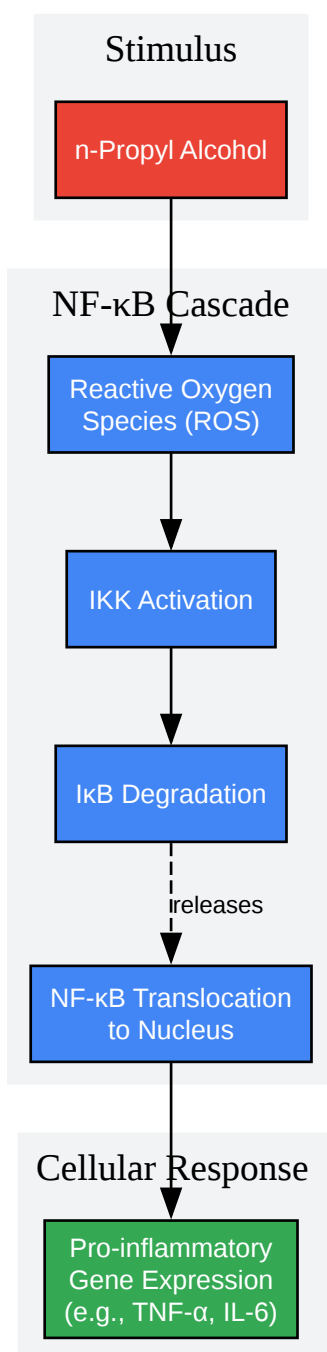 Stimulus
n-Propyl Alcohol
NF-κB Cascade
Reactive Oxygen
Species (ROS)
IKK Activation
IκB Degradation
releases
NF-κB Translocation
to Nucleus
Cellular Response
Pro-inflammatory
Gene Expression
(e.g., TNF-α, IL-6)